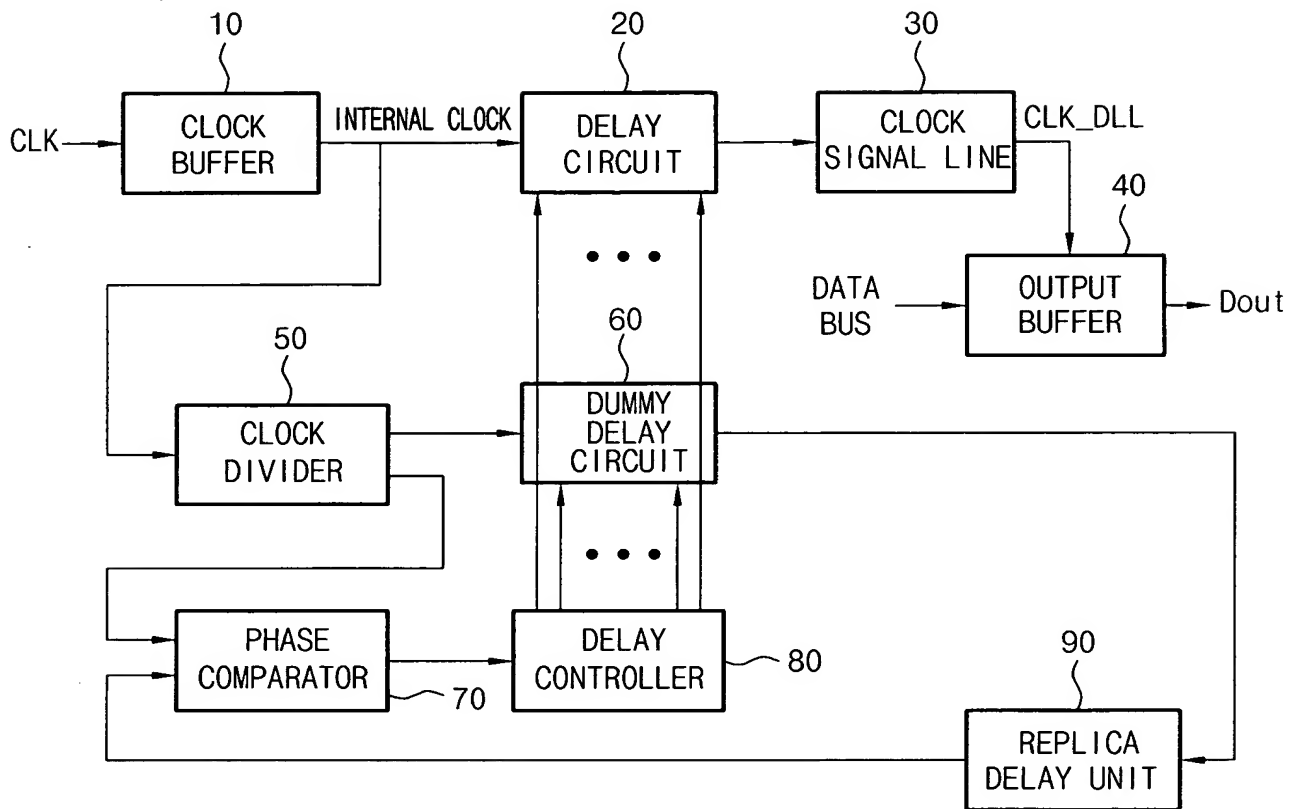 10
20
30
CLK
CLOCK
BUFFER
INTERNAL CLOCK
DELAY
CIRCUIT
CLOCK
SIGNAL LINE
CLK_DLL
40
DATA
BUS
OUTPUT
BUFFER
Dout
50
60
CLOCK
DIVIDER
DUMMY
DELAY
CIRCUIT
PHASE
COMPARATOR
70
DELAY
CONTROLLER
80
90
REPLICA
DELAY UNIT